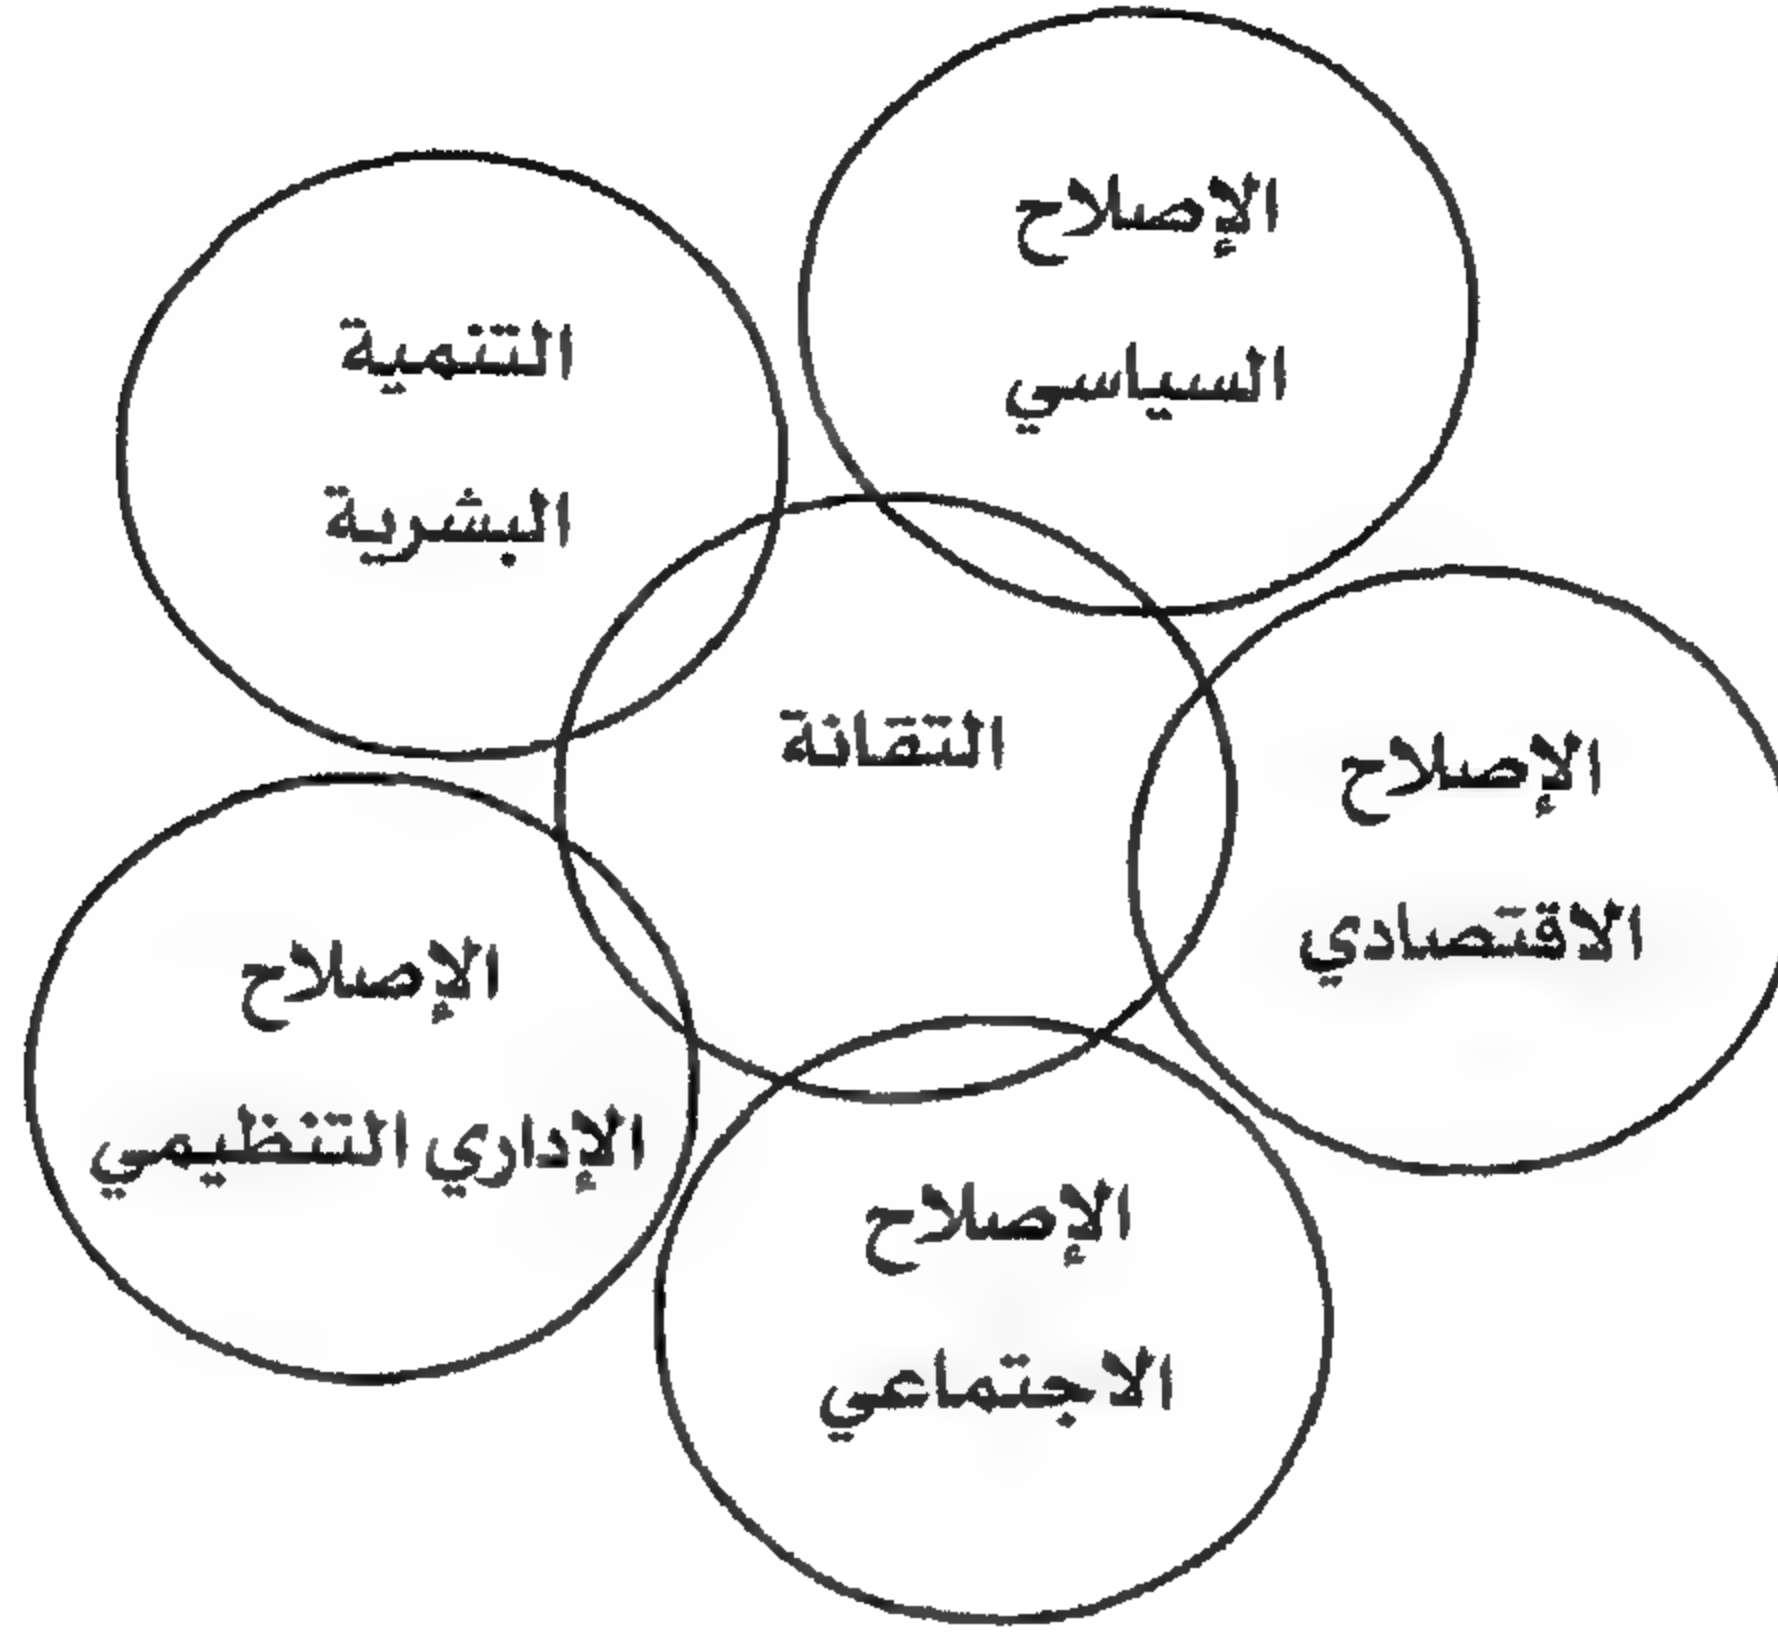 الإصلاح
السياسي
التنمية
البشرية
التقانة
الإصلاح
الاقتصادي
الإصلاح
الإداري التنظيمي
الإصلاح
الاجتماعي